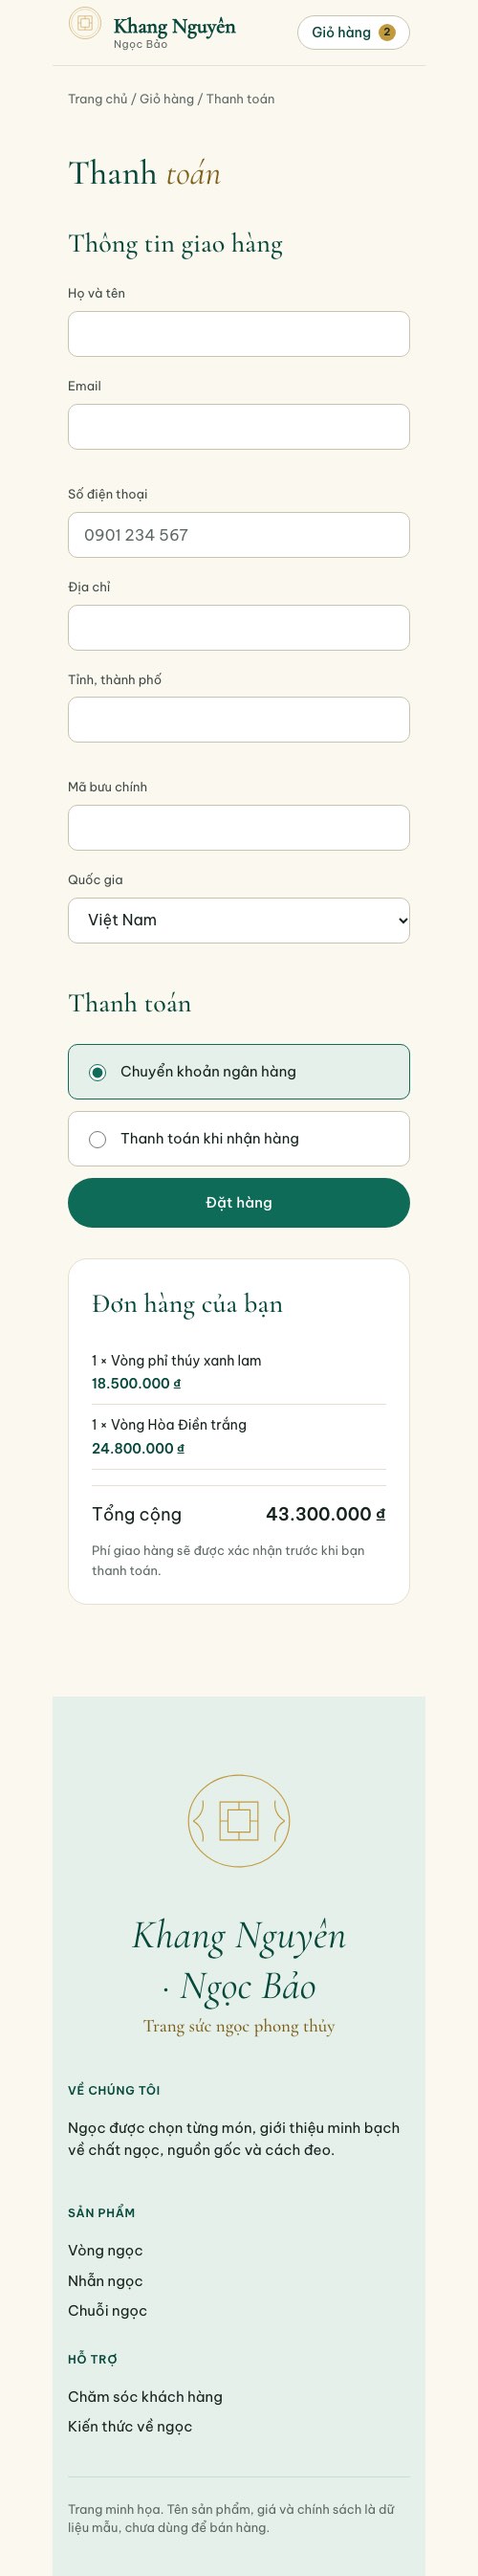 Khang Nguyên
Ngọc Bảo
Giỏ hàng 2
Trang chủ / Giỏ hàng / Thanh toán
Thanh toán
Thông tin giao hàng
Họ và tên
Email
Số điện thoại
0901 234 567
Địa chỉ
Tỉnh, thành phố
Mã bưu chính
Quốc gia
Việt Nam
Thanh toán
Chuyển khoản ngân hàng
Thanh toán khi nhận hàng
Đặt hàng
Đơn hàng của bạn
1 × Vòng phỉ thúy xanh lam
18.500.000 ₫
1 × Vòng Hòa Điền trắng
24.800.000 ₫
Tổng cộng 43.300.000 ₫
Phí giao hàng sẽ được xác nhận trước khi bạn
thanh toán.
Khang Nguyên
· Ngọc Bảo
Trang sức ngọc phong thủy
VỀ CHÚNG TÔI
Ngọc được chọn từng món, giới thiệu minh bạch
về chất ngọc, nguồn gốc và cách đeo.
SẢN PHẨM
Vòng ngọc
Nhẫn ngọc
Chuỗi ngọc
HỖ TRỢ
Chăm sóc khách hàng
Kiến thức về ngọc
Trang minh họa. Tên sản phẩm, giá và chính sách là dữ
liệu mẫu, chưa dùng để bán hàng.